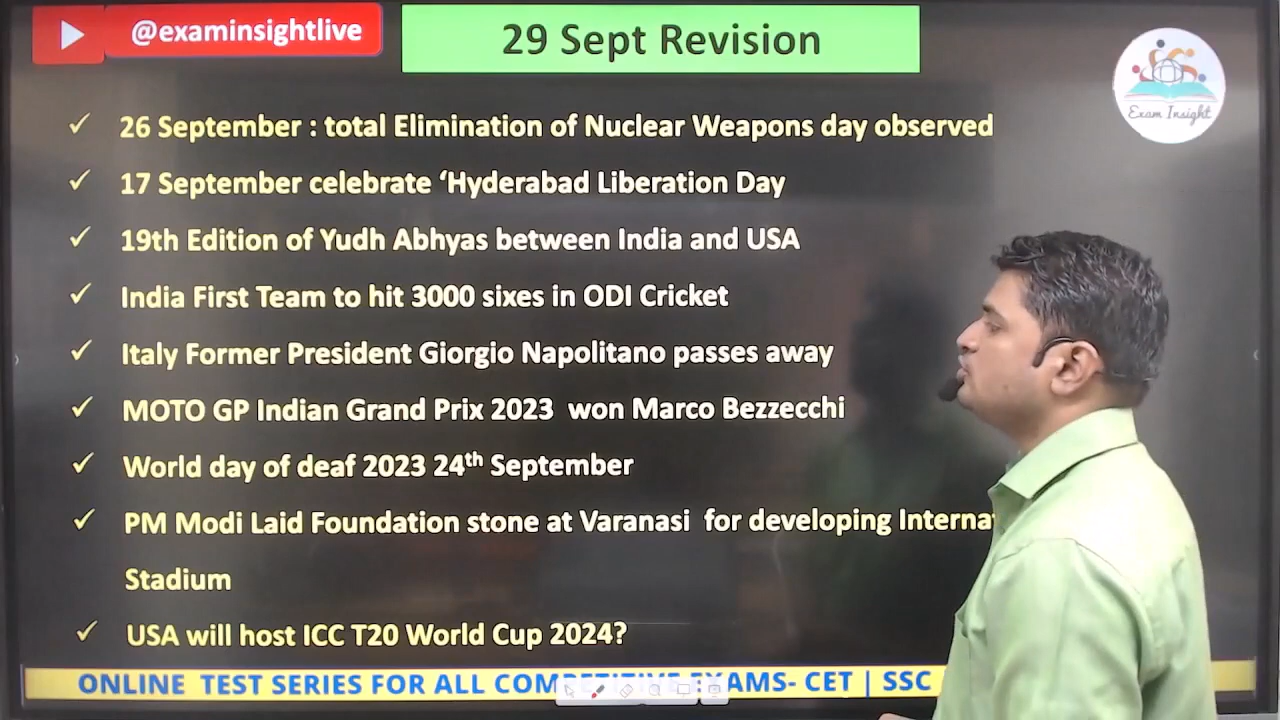 @examinsightlive
29 Sept Revision
Exam Insight
✓ 26 September : total Elimination of Nuclear Weapons day observed
✓ 17 September celebrate ‘Hyderabad Liberation Day
✓ 19th Edition of Yudh Abhyas between India and USA
✓ India First Team to hit 3000 sixes in ODI Cricket
✓ Italy Former President Giorgio Napolitano passes away
✓ MOTO GP Indian Grand Prix 2023 won Marco Bezzecchi
✓ World day of deaf 2023 24th September
✓ PM Modi Laid Foundation stone at Varanasi for developing
Stadium
✓ USA will host ICC T20 World Cup 2024?
ONLINE TEST SERIES FOR ALL - CET | SSC